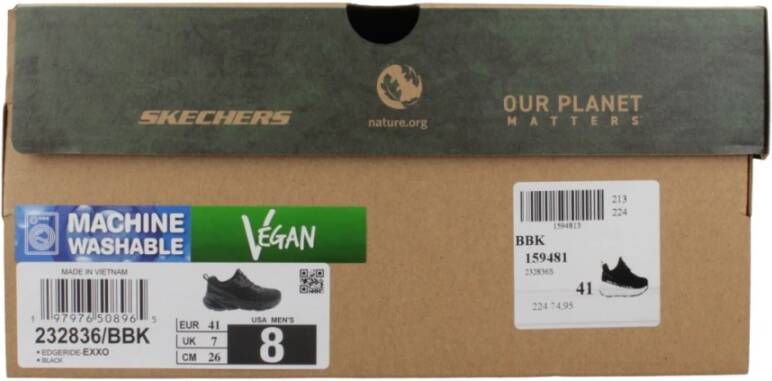 SKECHERS
nature.org
OUR PLANET
MATTERS
MACHINE
WASHABLE
VEGAN
MADE IN VIETNAM
1 97976 50896 5
232836/BBK
• EDGERIDE-EXXO
• BLACK
EUR 41
UK 7
CM 26
USA MEN'S
8
213
224
1594813
BBK
159481
232836S
41
224 74,95